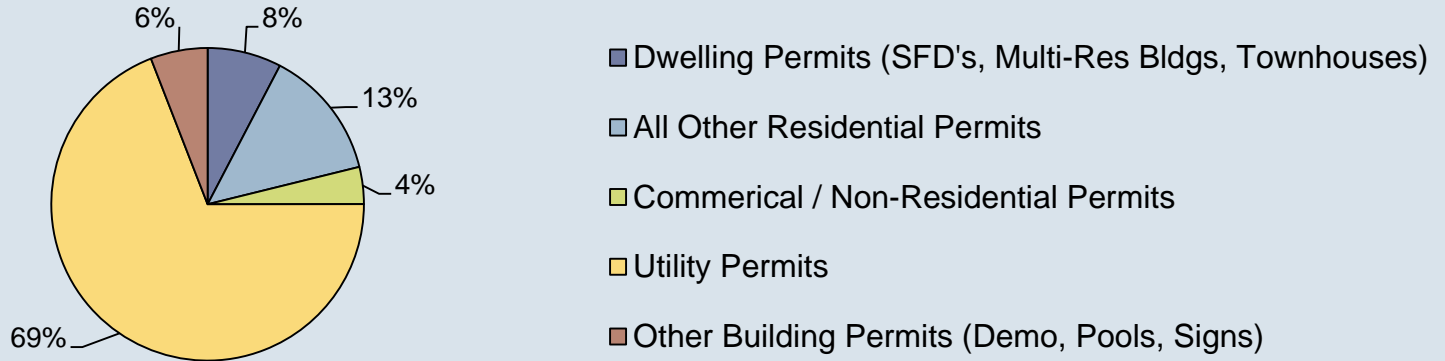 6%
8%
13%
4%
69%
Dwelling Permits (SFD's, Multi-Res Bldgs, Townhouses)
All Other Residential Permits
Commerical / Non-Residential Permits
Utility Permits
Other Building Permits (Demo, Pools, Signs)